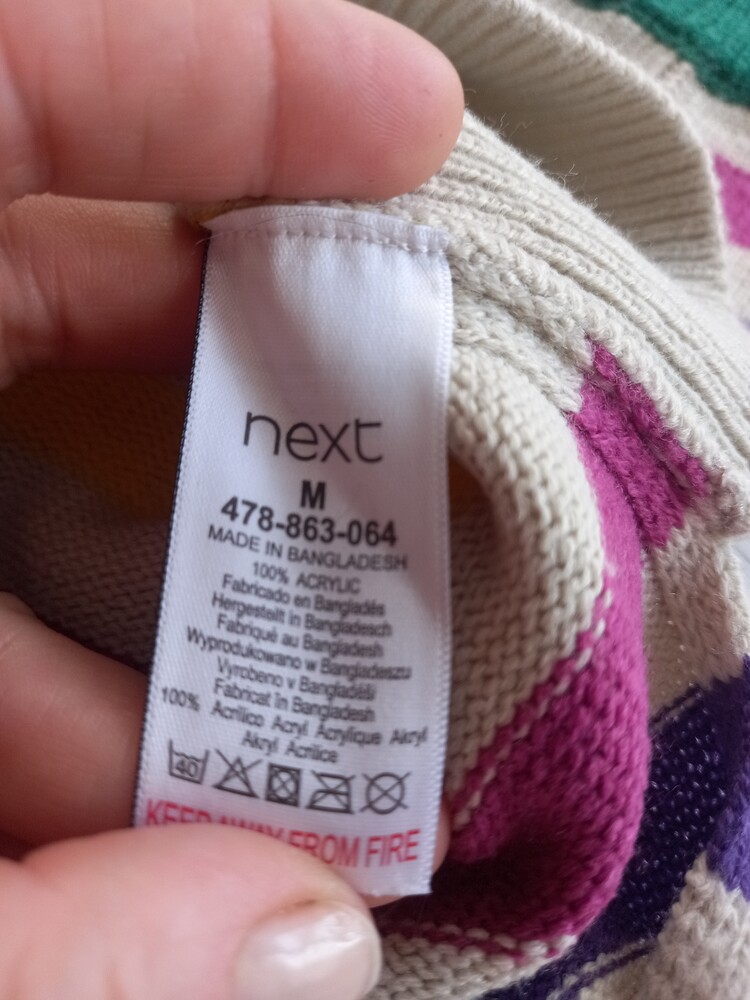 next
M
478-863-064
MADE IN BANGLADESH
100% ACRYLIC
Fabricado en Bangladés
Hergestellt in Bangladesch
Fabriqué au Bangladesh
Wyprodukowano w Bangladeszu
Vyrobeno v Bangladéši
Fabricat în Bangladesh
100% Acrílico Acryl Acrylique Akryl
Akryl Acrilice
40
KEEP AWAY FROM FIRE